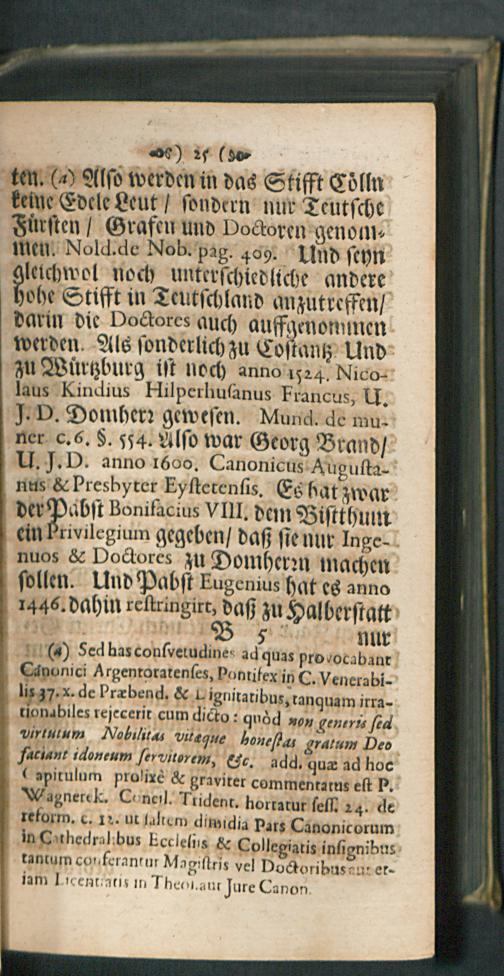 ) 25 (
ten. (a) Also werden in das Stifft Cölln
keine Edele Leut / sondern nur Teutsche
Fürsten / Grafen und Doctoren genom-
men. Nold. de Nob. pag. 409. Und seyn
gleichwol noch unterschiedliche andere
hohe Stifft in Teutschland anzutreffen/
darin die Doctores auch auffgenommen
werden. Als sonderlich zu Costantz Und
zu Würtzburg ist noch anno 1524. Nico-
laus Kindius Hilperhusanus Francus, U.
J. D. Domherr gewesen. Mund. de mu-
ner c. 6. §. 554. Also war Georg Brand/
U. J. D. anno 1600. Canonicus Augusta-
nus & Presbyter Eystetensis. Es hat zwar
der Pabst Bonifacius VIII. dem Bistthum
ein Privilegium gegeben/ daß sie nur Inge-
nuos & Doctores zu Domherrn machen
sollen. Und Pabst Eugenius hat es anno
1446. dahin restringirt, daß zu Halberstatt
B 5 nur
(a) Sed has consvetudines ad quas provocabant
Canonici Argentoratenses, Pontifex in C. Venerabi-
lis 37. x. de Præbend. & Dignitatibus, tanquam irra-
tionabiles rejecerit cum dicto: quòd non generis sed
virtutum Nobilitas vitæque honestas gratum Deo
faciant idoneum servitorem, &c. add. quæ ad hoc
Capitulum prolixè & graviter commentatus est P.
Wagnerek. Concil. Trident. hortatur sess. 24. de
reform. c. 12. ut saltem dimidia Pars Canonicorum
in Cathedralibus Ecclesiis & Collegiatis insignibus
tantum conferantur Magistris vel Doctoribus aut et-
iam Licentiatis in Theol. aut Jure Canon.